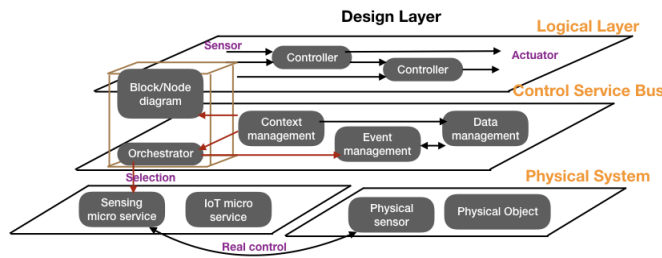 Design Layer
Logical Layer
Sensor
Controller
Actuator
Controller
Block/Node
diagram
Control Service Bus
Context
management
Data
management
Event
management
Orchestrator
Selection
Physical System
Sensing
micro service
IoT micro
service
Physical
sensor
Physical Object
Real control